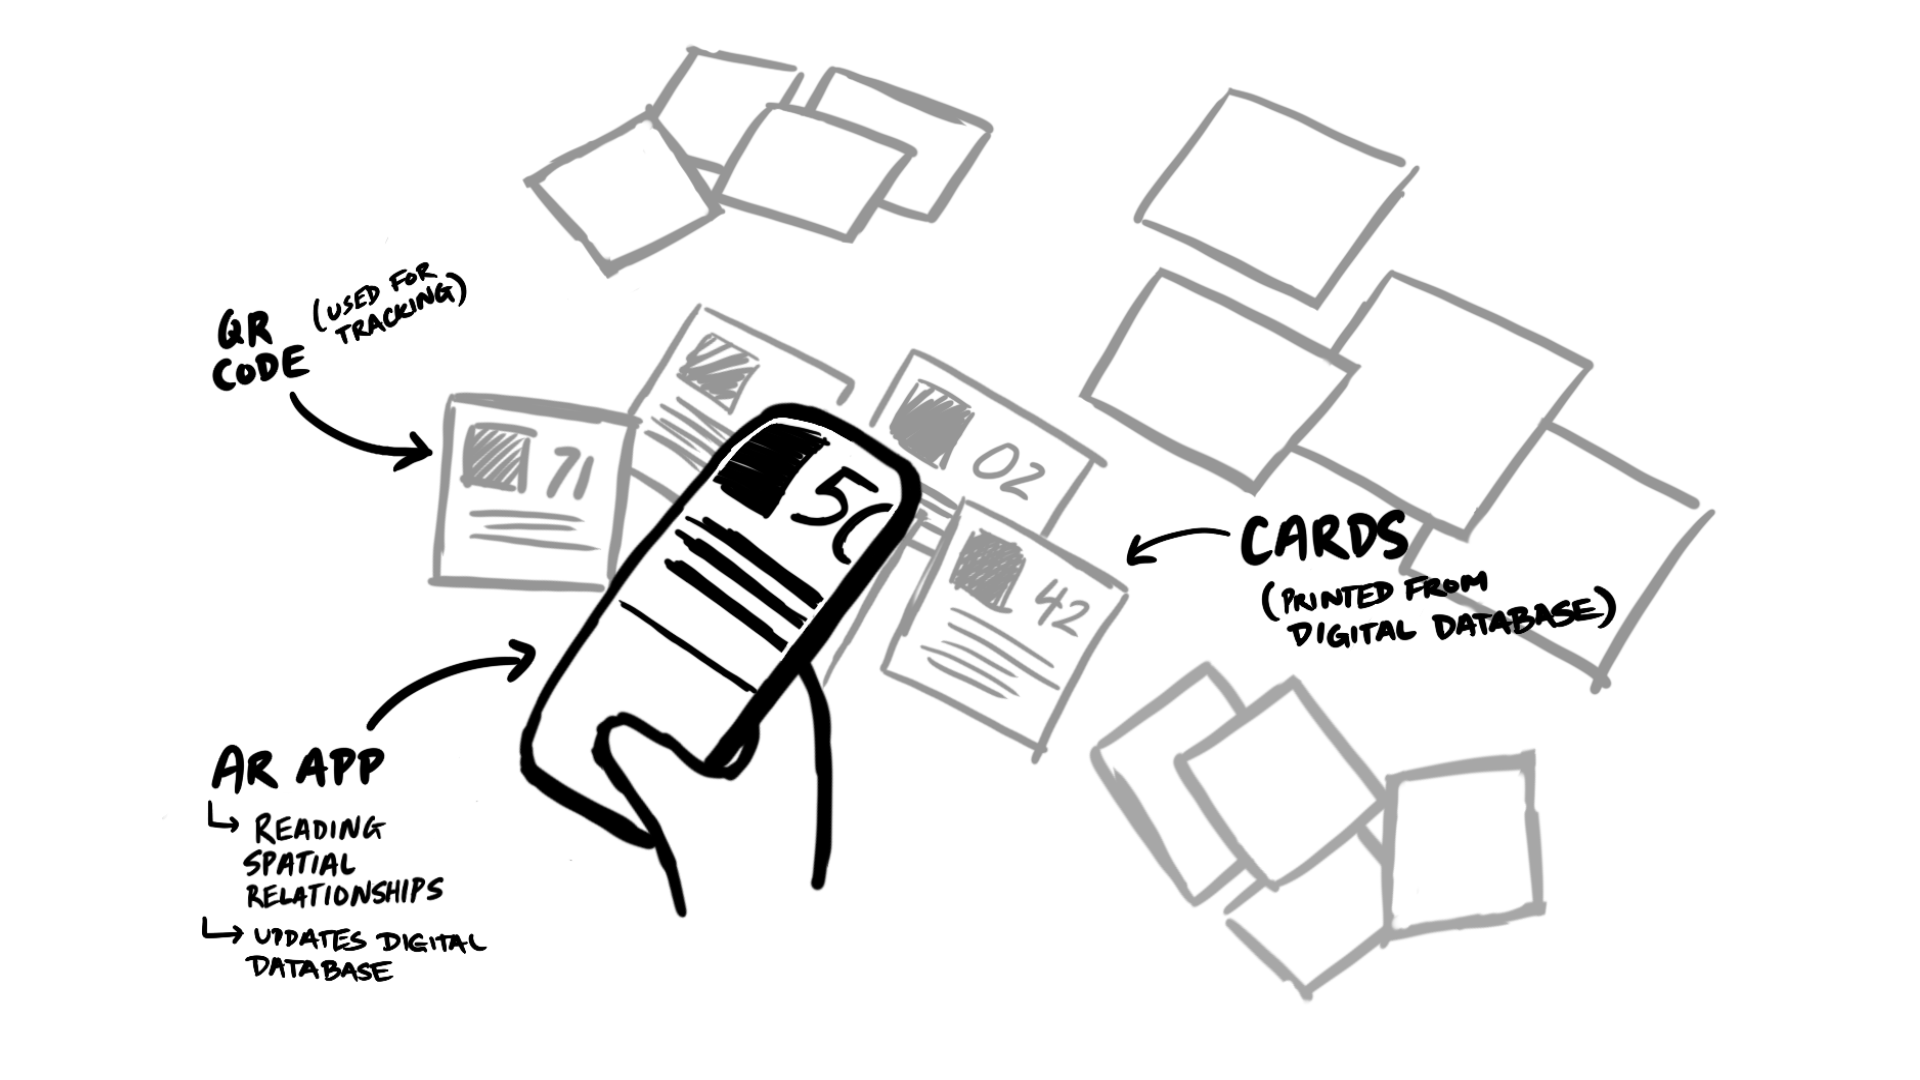 QR
CODE
(USED FOR
TRACKING)
71
02
42
CARDS
(PRINTED FROM
DIGITAL DATABASE)
AR APP
↳ READING
SPATIAL
RELATIONSHIPS
↳ UPDATES DIGITAL
DATABASE